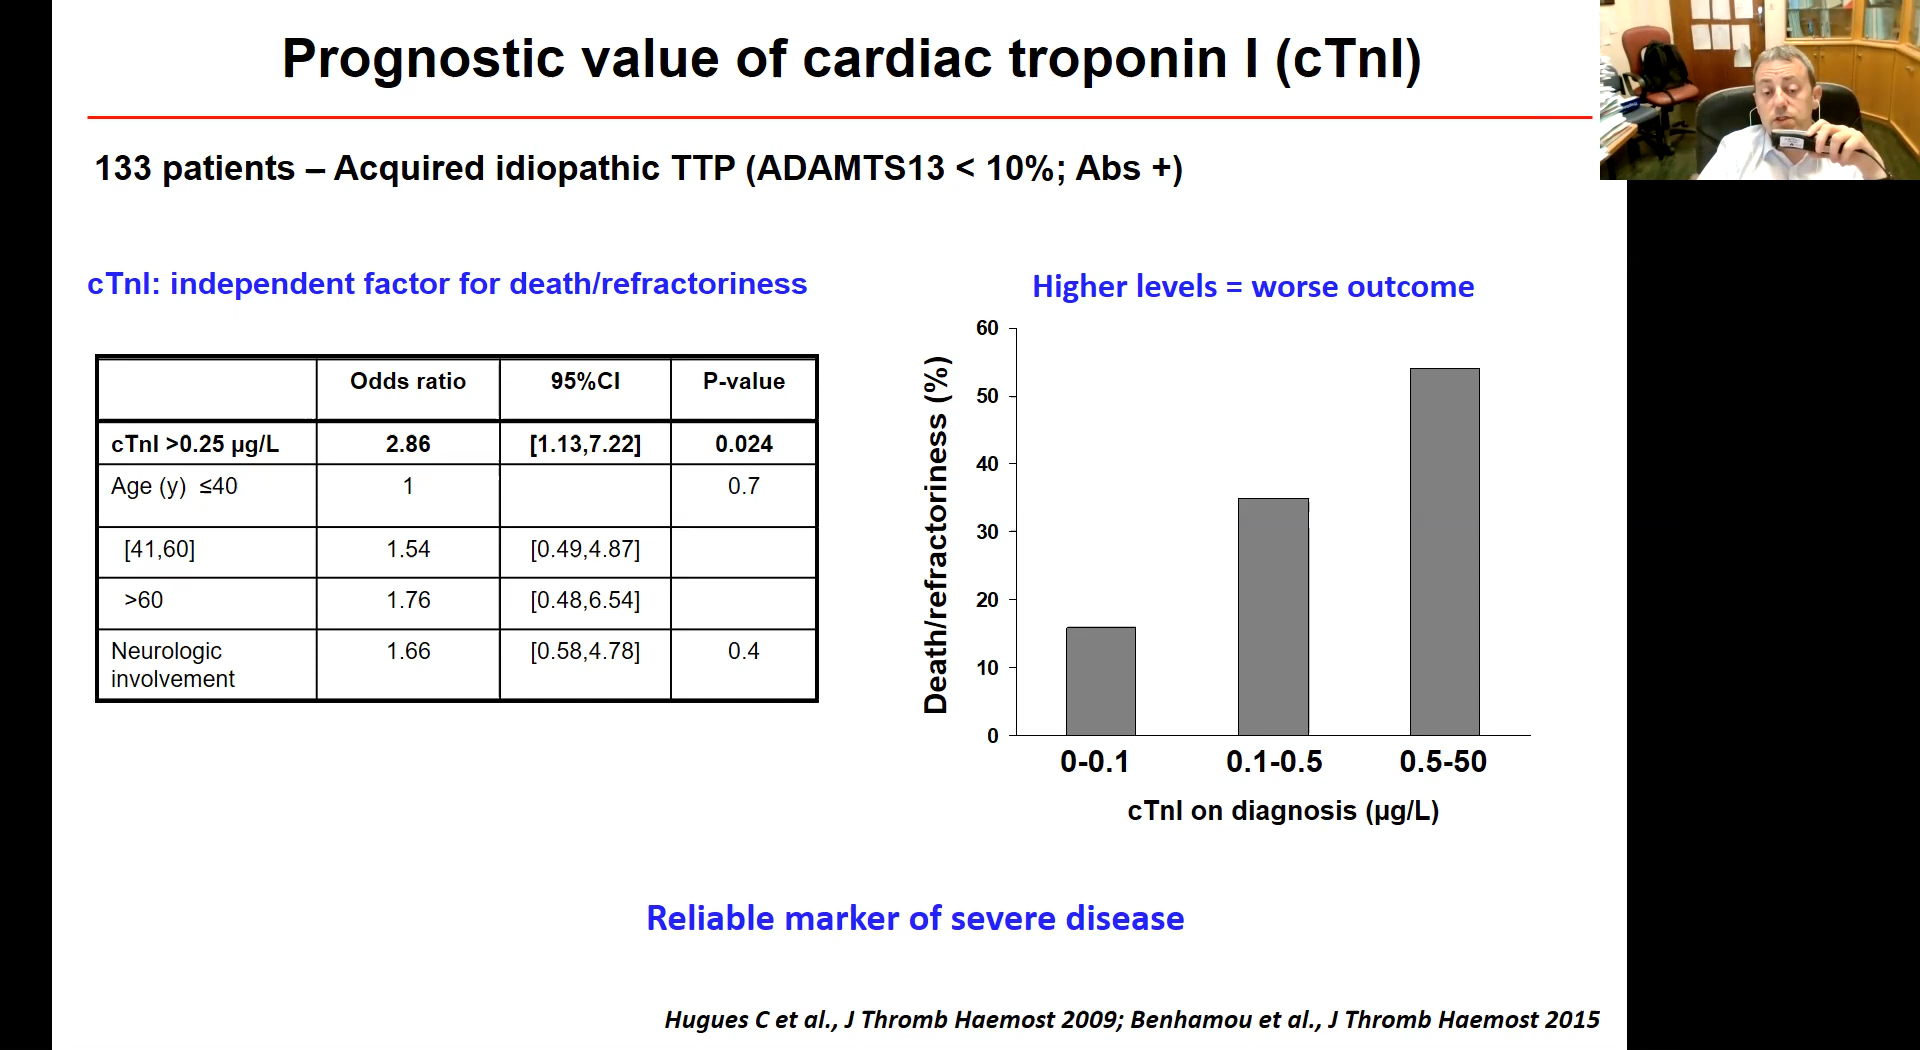 Prognostic value of cardiac troponin I (cTnI)
133 patients – Acquired idiopathic TTP (ADAMTS13 < 10%; Abs +)
cTnI: independent factor for death/refractoriness
Odds ratio 95%CI P-value
cTnI >0.25 µg/L 2.86 [1.13,7.22] 0.024
Age (y) ≤40 1 0.7
[41,60] 1.54 [0.49,4.87]
>60 1.76 [0.48,6.54]
Neurologic 1.66 [0.58,4.78] 0.4
involvement
Higher levels = worse outcome
Death/refractoriness (%)
60
50
40
30
20
10
0
0-0.1 0.1-0.5 0.5-50
cTnI on diagnosis (µg/L)
Reliable marker of severe disease
Hugues C et al., J Thromb Haemost 2009; Benhamou et al., J Thromb Haemost 2015